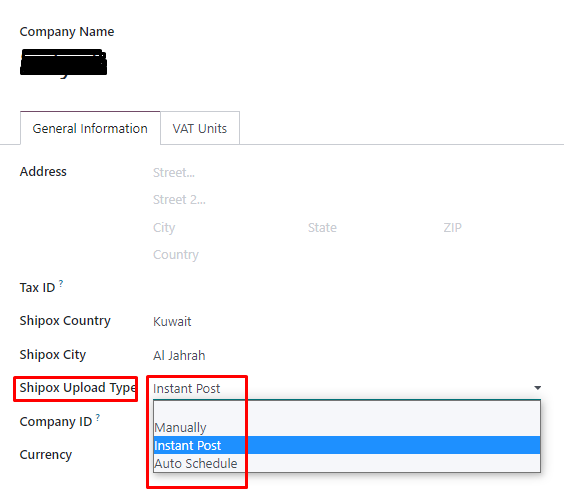 Company Name
General Information VAT Units
Address Street...
Street 2...
City State ZIP
Country
Tax ID ?
Shipox Country Kuwait
Shipox City Al Jahrah
Shipox Upload Type Instant Post
Company ID ? Manually
Instant Post
Currency Auto Schedule